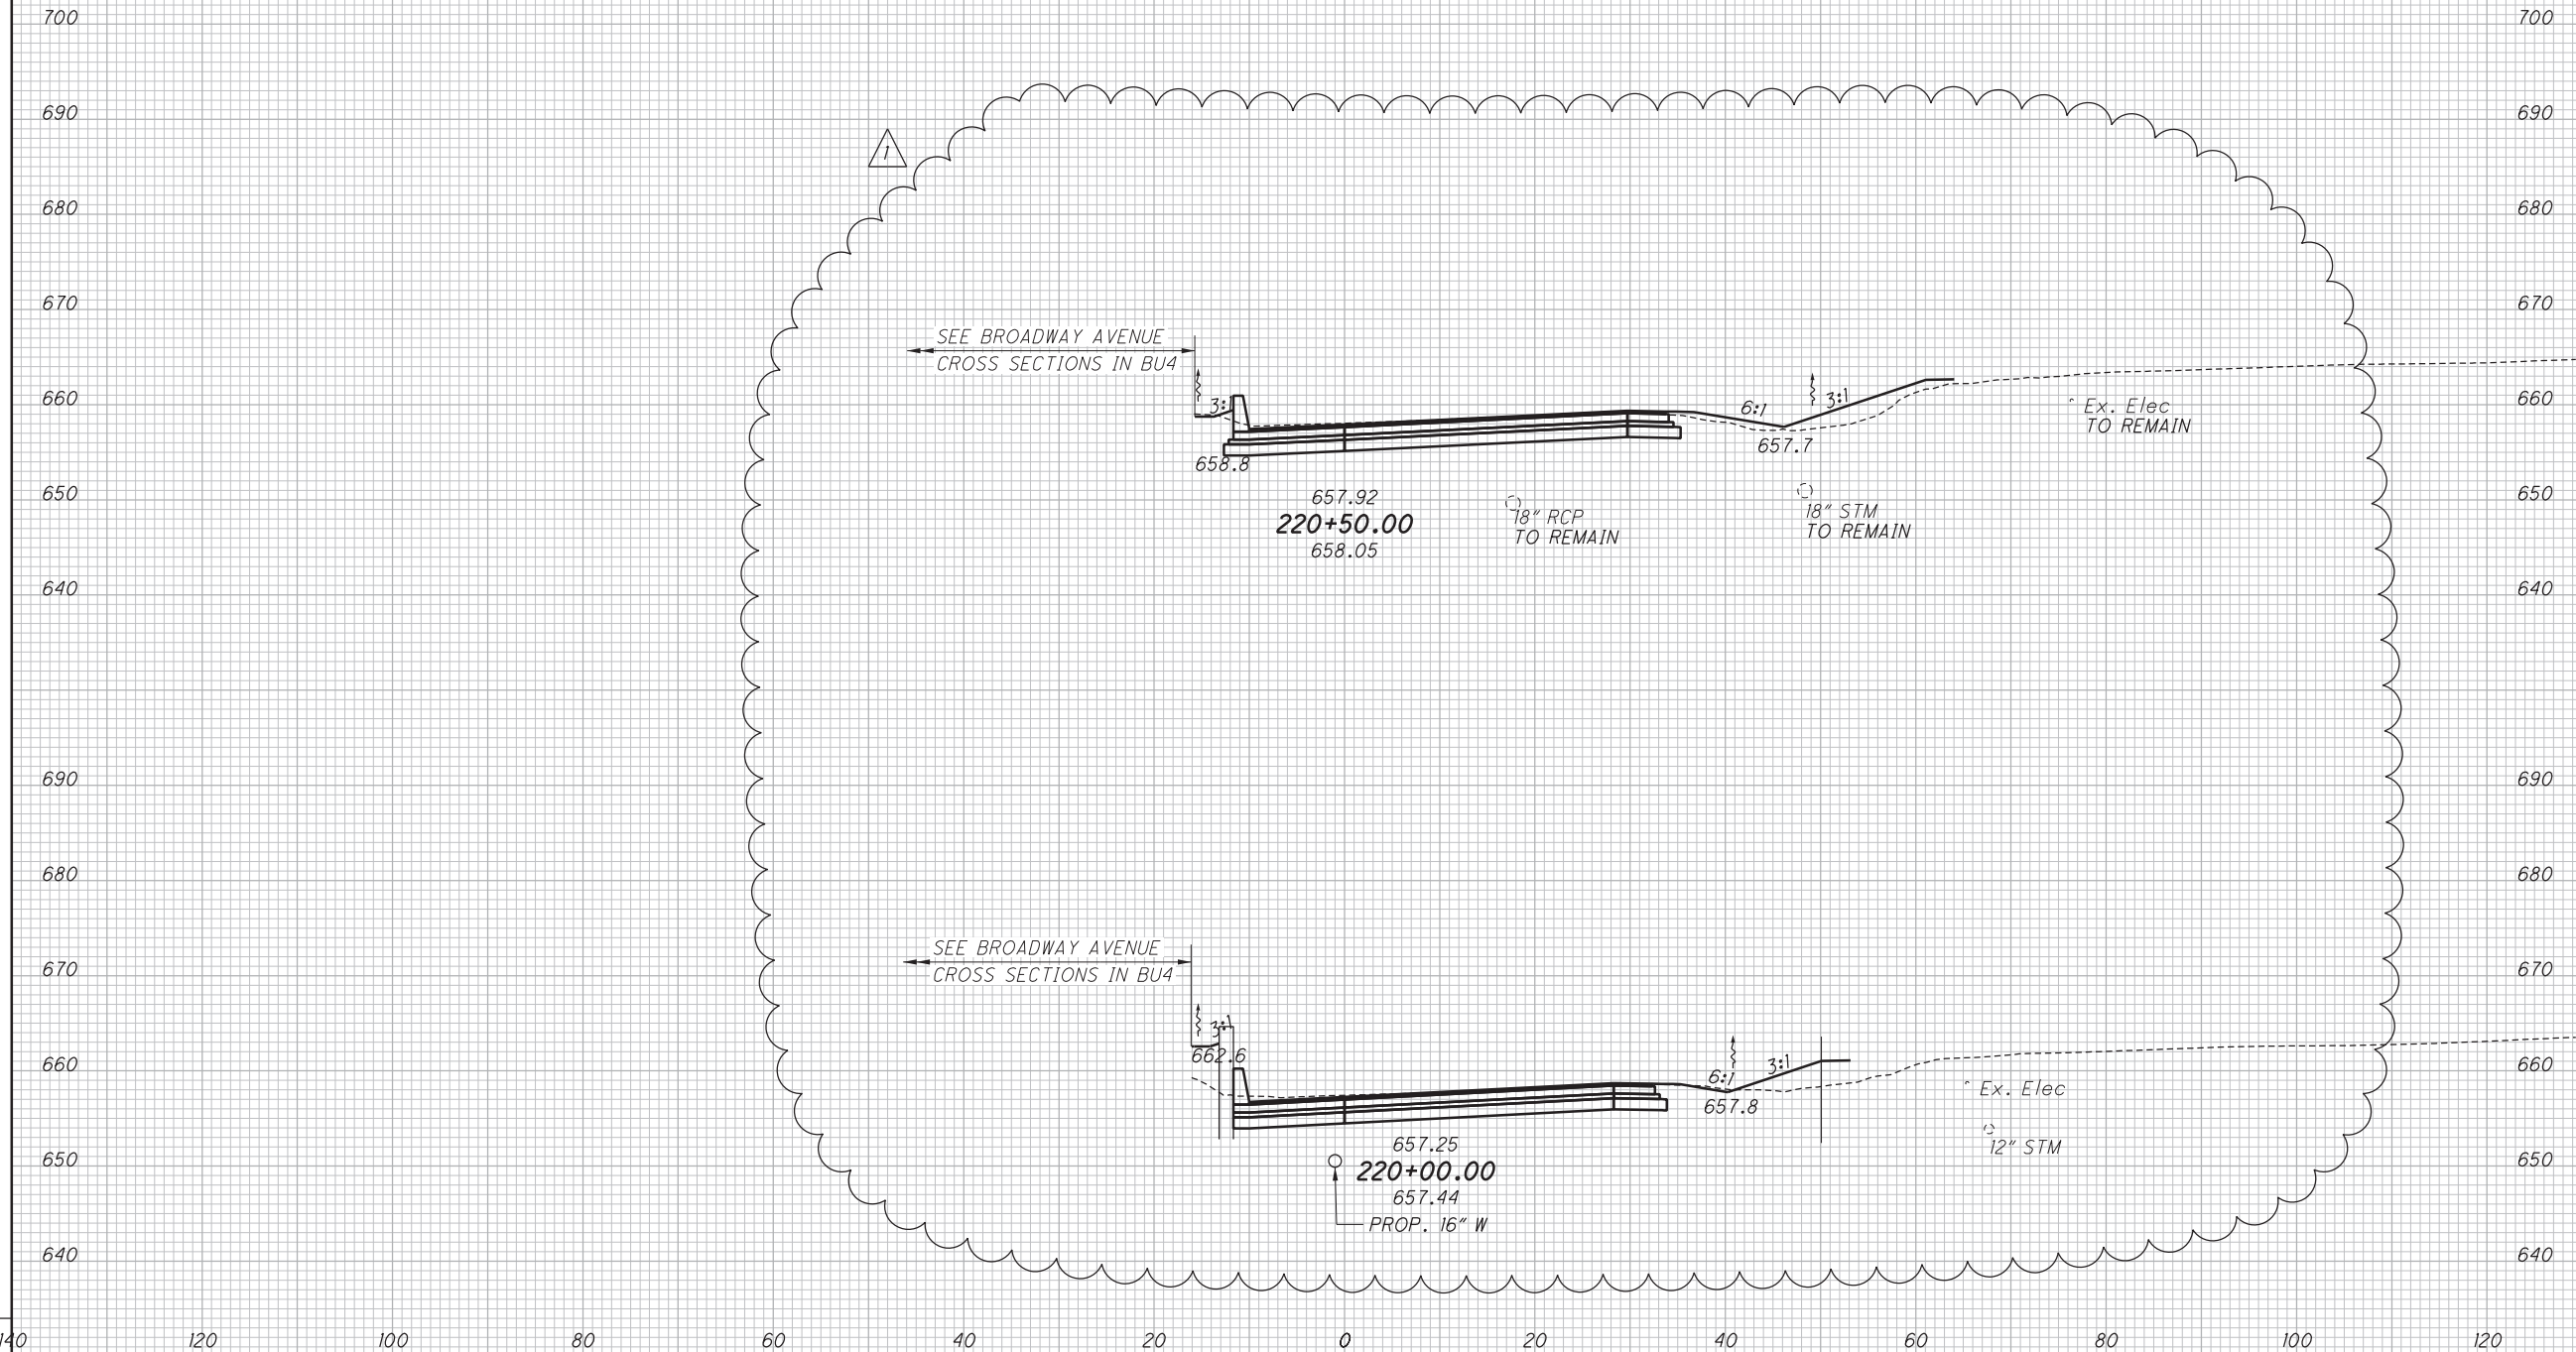 700 700
690 690
1
680 680
670 670
SEE BROADWAY AVENUE
CROSS SECTIONS IN BU4
660 3:1 6:1 3:1 Ex. Elec 660
TO REMAIN
657.7
658.8
650 657.92 650
220+50.00 18" RCP 18" STM
658.05 TO REMAIN TO REMAIN
640 640
690 690
680 680
SEE BROADWAY AVENUE
670 CROSS SECTIONS IN BU4 670
3:1
662.6
660 6:1 3:1 660
Ex. Elec
657.8
657.25 12" STM
650 220+00.00 650
657.44
PROP. 16" W
640 640
140 120 100 80 60 40 20 0 20 40 60 80 100 120